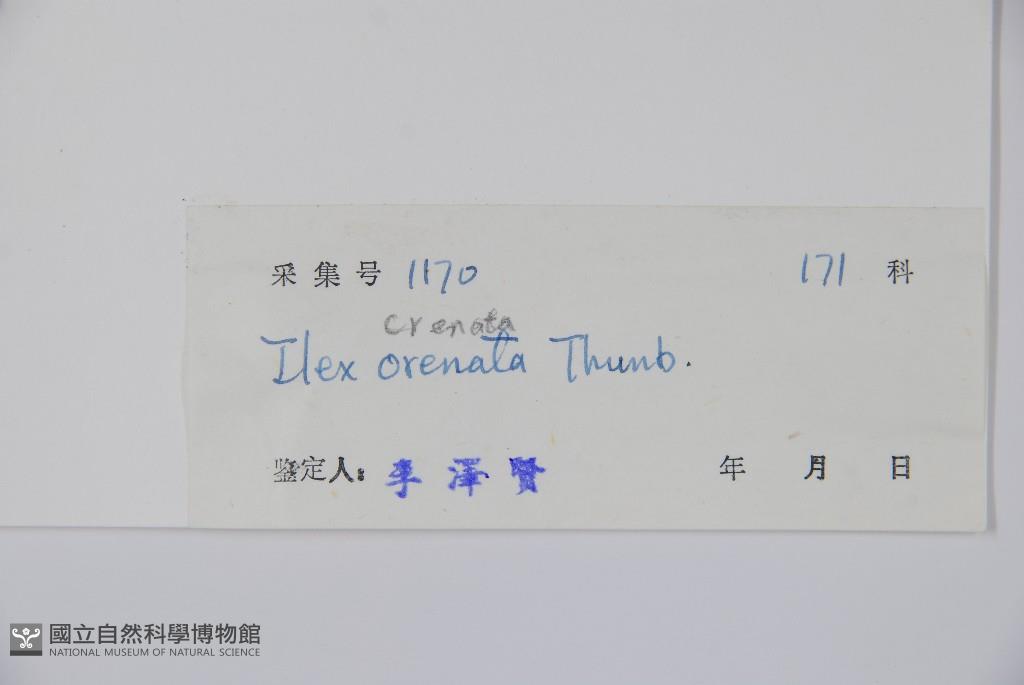 采集号 1170 171 科
crenata
Ilex orenata Thunb.
鉴定人: 李澤賢 年 月 日
國立自然科學博物館
NATIONAL MUSEUM OF NATURAL SCIENCE